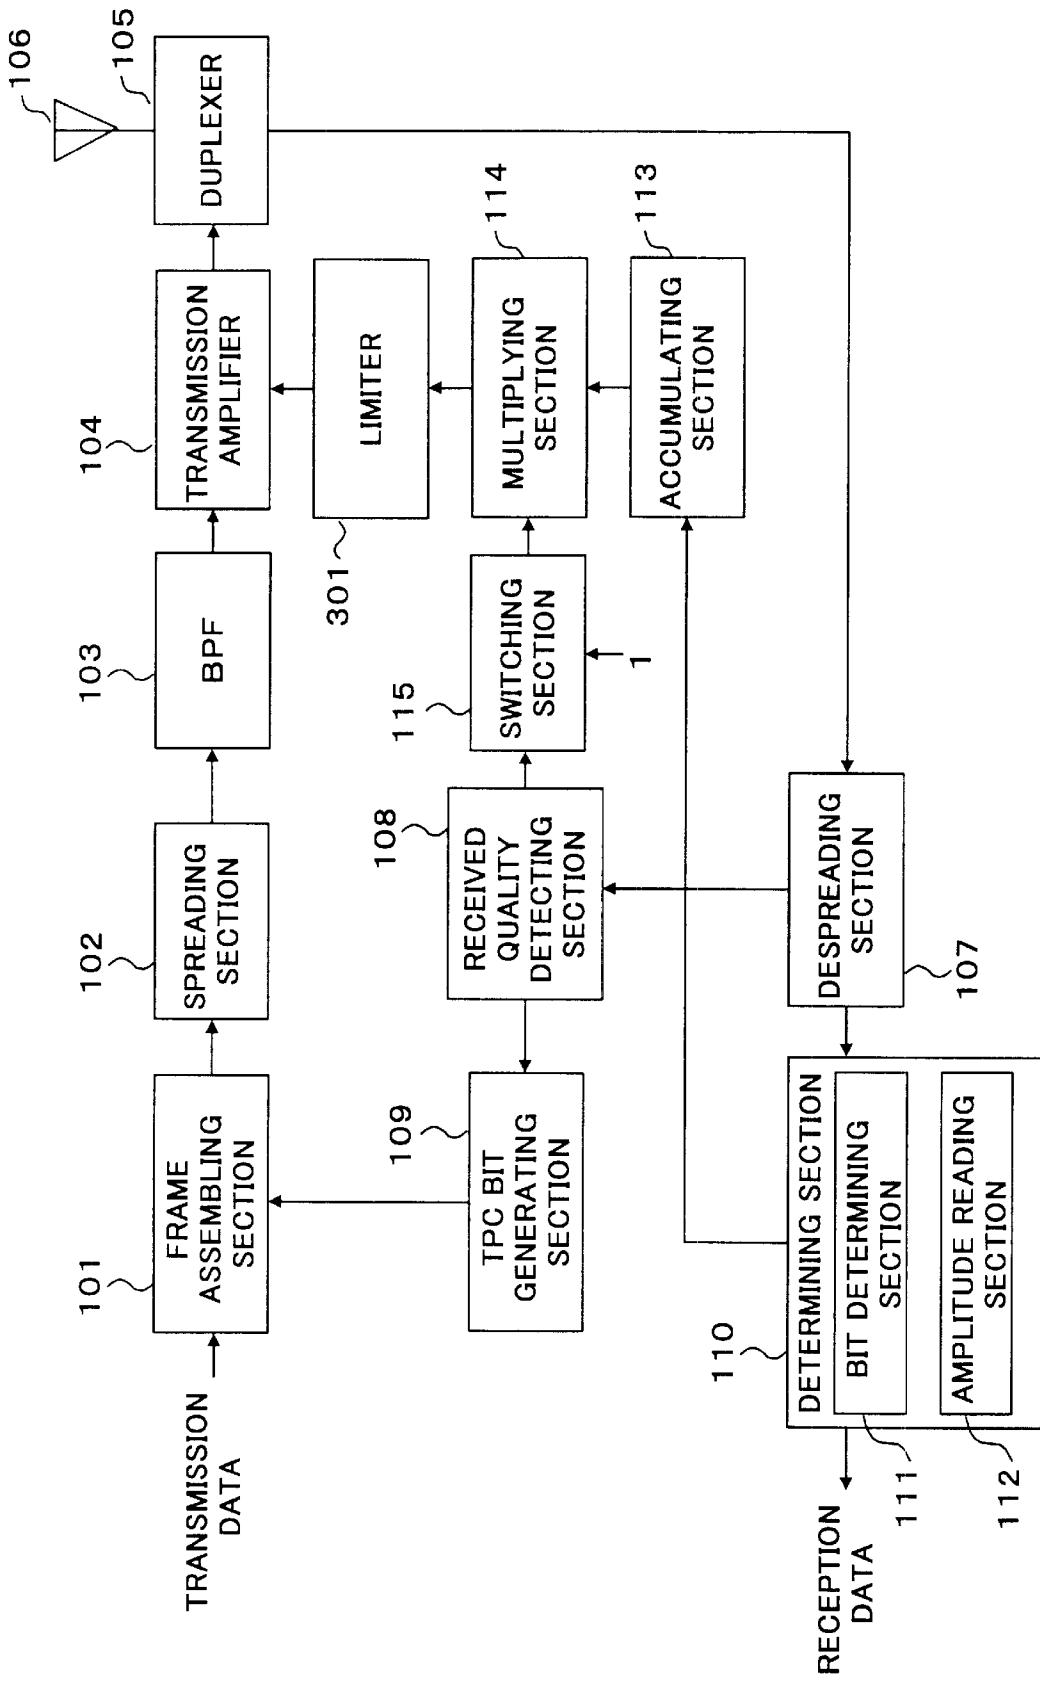 106
105
DUPLEXER
104
TRANSMISSION
AMPLIFIER
103
BPF
102
SPREADING
SECTION
101
FRAME
ASSEMBLING
SECTION
TRANSMISSION
DATA
LIMITER
301
114
MULTIPLYING
SECTION
115
SWITCHING
SECTION
1
108
RECEIVED
QUALITY
DETECTING
SECTION
109
TPC BIT
GENERATING
SECTION
113
ACCUMULATING
SECTION
DESPREADING
SECTION
107
110
DETERMINING SECTION
BIT DETERMINING
SECTION
111
AMPLITUDE READING
SECTION
112
RECEPTION
DATA